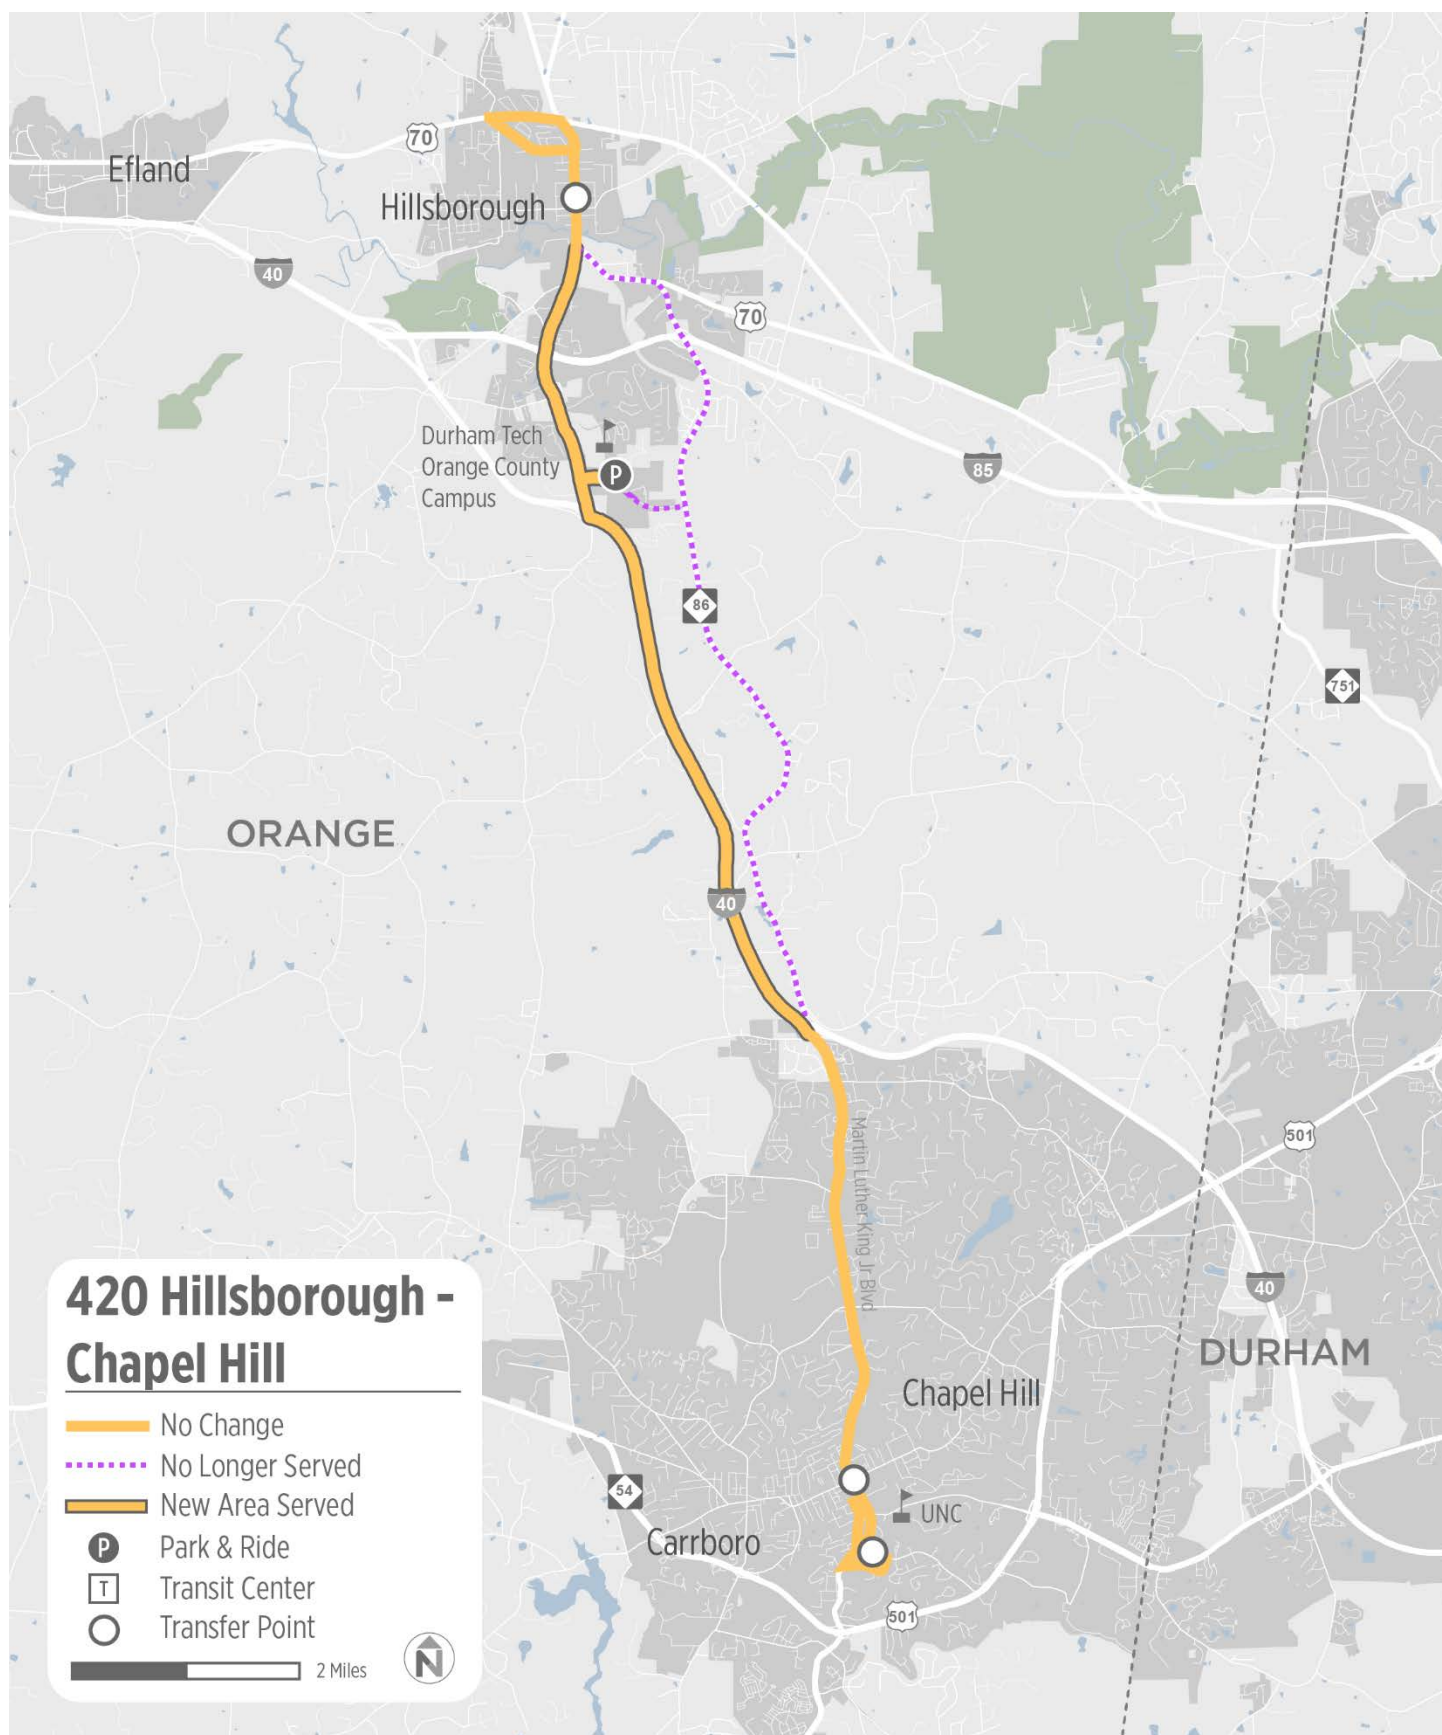 70
Efland
Hillsborough
40
70
Durham Tech
Orange County
Campus
P
85
86
751
ORANGE
40
Martin Luther King Jr Blvd
501
40
DURHAM
Chapel Hill
54
UNC
Carrboro
501
420 Hillsborough -
Chapel Hill
No Change
No Longer Served
New Area Served
P Park & Ride
T Transit Center
Transfer Point
2 Miles
N